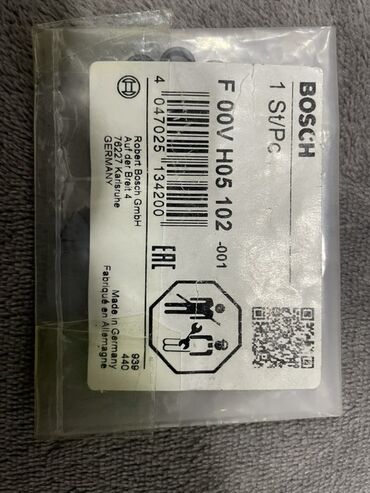 BOSCH
1 St/Pc
F 00V H05 102
-001
4 047025 134200
EAC
Robert Bosch GmbH
Auf der Breit 4
76227 Karlsruhe
GERMANY
939
440
Made in Germany
Fabriqué en Allemagne